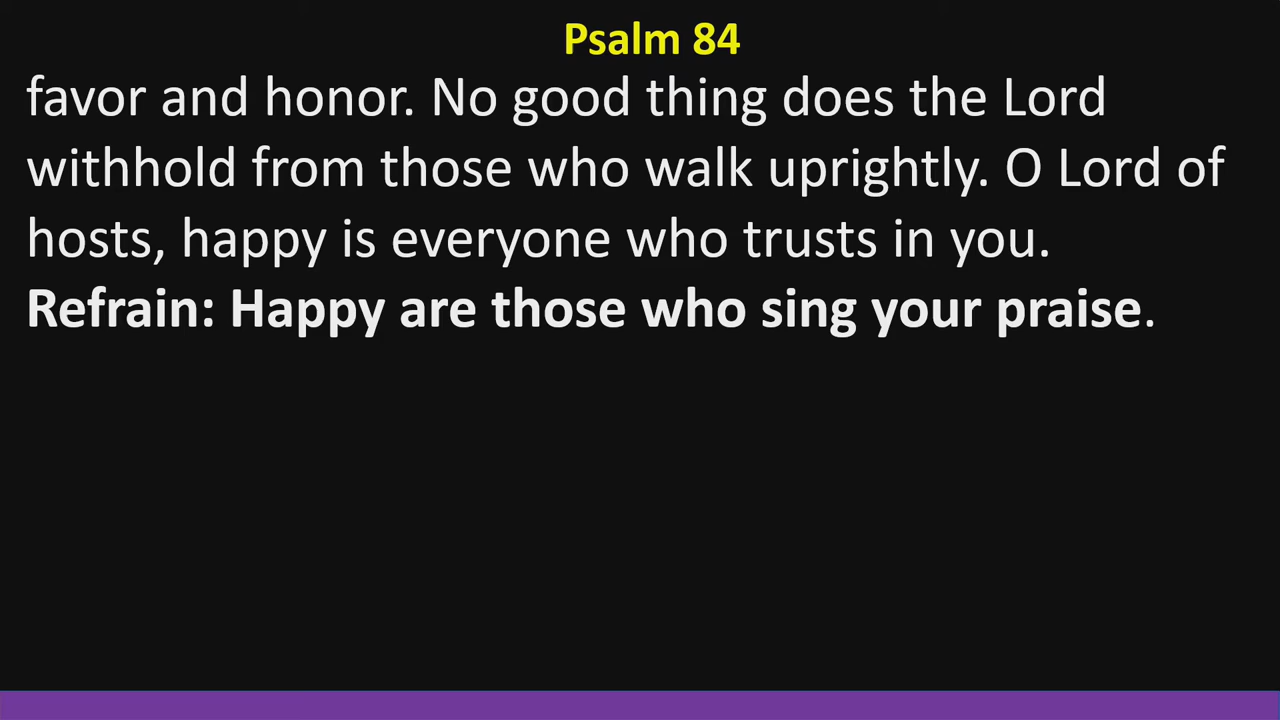 Psalm 84
favor and honor. No good thing does the Lord
withhold from those who walk uprightly. O Lord of
hosts, happy is everyone who trusts in you.
Refrain: Happy are those who sing your praise.